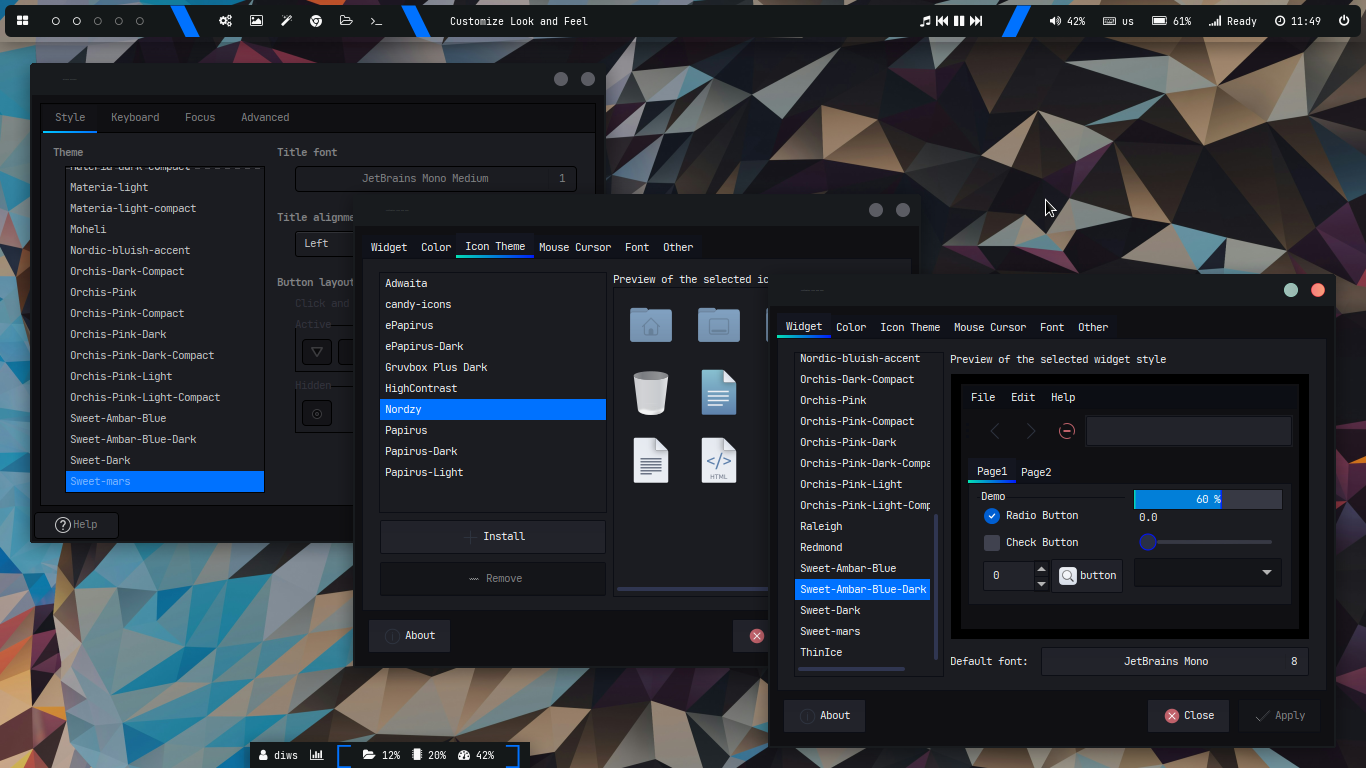 Customize Look and Feel
42%
us
61%
Ready
11:49
Style Keyboard Focus Advanced
Theme
Materia-dark-compact
Materia-light
Materia-light-compact
Moheli
Nordic-bluish-accent
Orchis-Dark-Compact
Orchis-Pink
Orchis-Pink-Compact
Orchis-Pink-Dark
Orchis-Pink-Dark-Compact
Orchis-Pink-Light
Orchis-Pink-Light-Compact
Sweet-Ambar-Blue
Sweet-Ambar-Blue-Dark
Sweet-Dark
Sweet-mars
Help
Title font
JetBrains Mono Medium 1
Title alignme
Left
Button layout
Click and
Active
Hidden
Widget Color Icon Theme Mouse Cursor Font Other
Adwaita
candy-icons
ePapirus
ePapirus-Dark
Gruvbox Plus Dark
HighContrast
Nordzy
Papirus
Papirus-Dark
Papirus-Light
Install
Remove
About
Preview of the selected ic
HTML
Widget Color Icon Theme Mouse Cursor Font Other
Nordic-bluish-accent
Orchis-Dark-Compact
Orchis-Pink
Orchis-Pink-Compact
Orchis-Pink-Dark
Orchis-Pink-Dark-Compa
Orchis-Pink-Light
Orchis-Pink-Light-Comp
Raleigh
Redmond
Sweet-Ambar-Blue
Sweet-Ambar-Blue-Dark
Sweet-Dark
Sweet-mars
ThinIce
Preview of the selected widget style
File Edit Help
Page1 Page2
Demo
Radio Button
Check Button
0
button
60 %
0.0
Default font: JetBrains Mono 8
About
Close
Apply
diws
12%
20%
42%